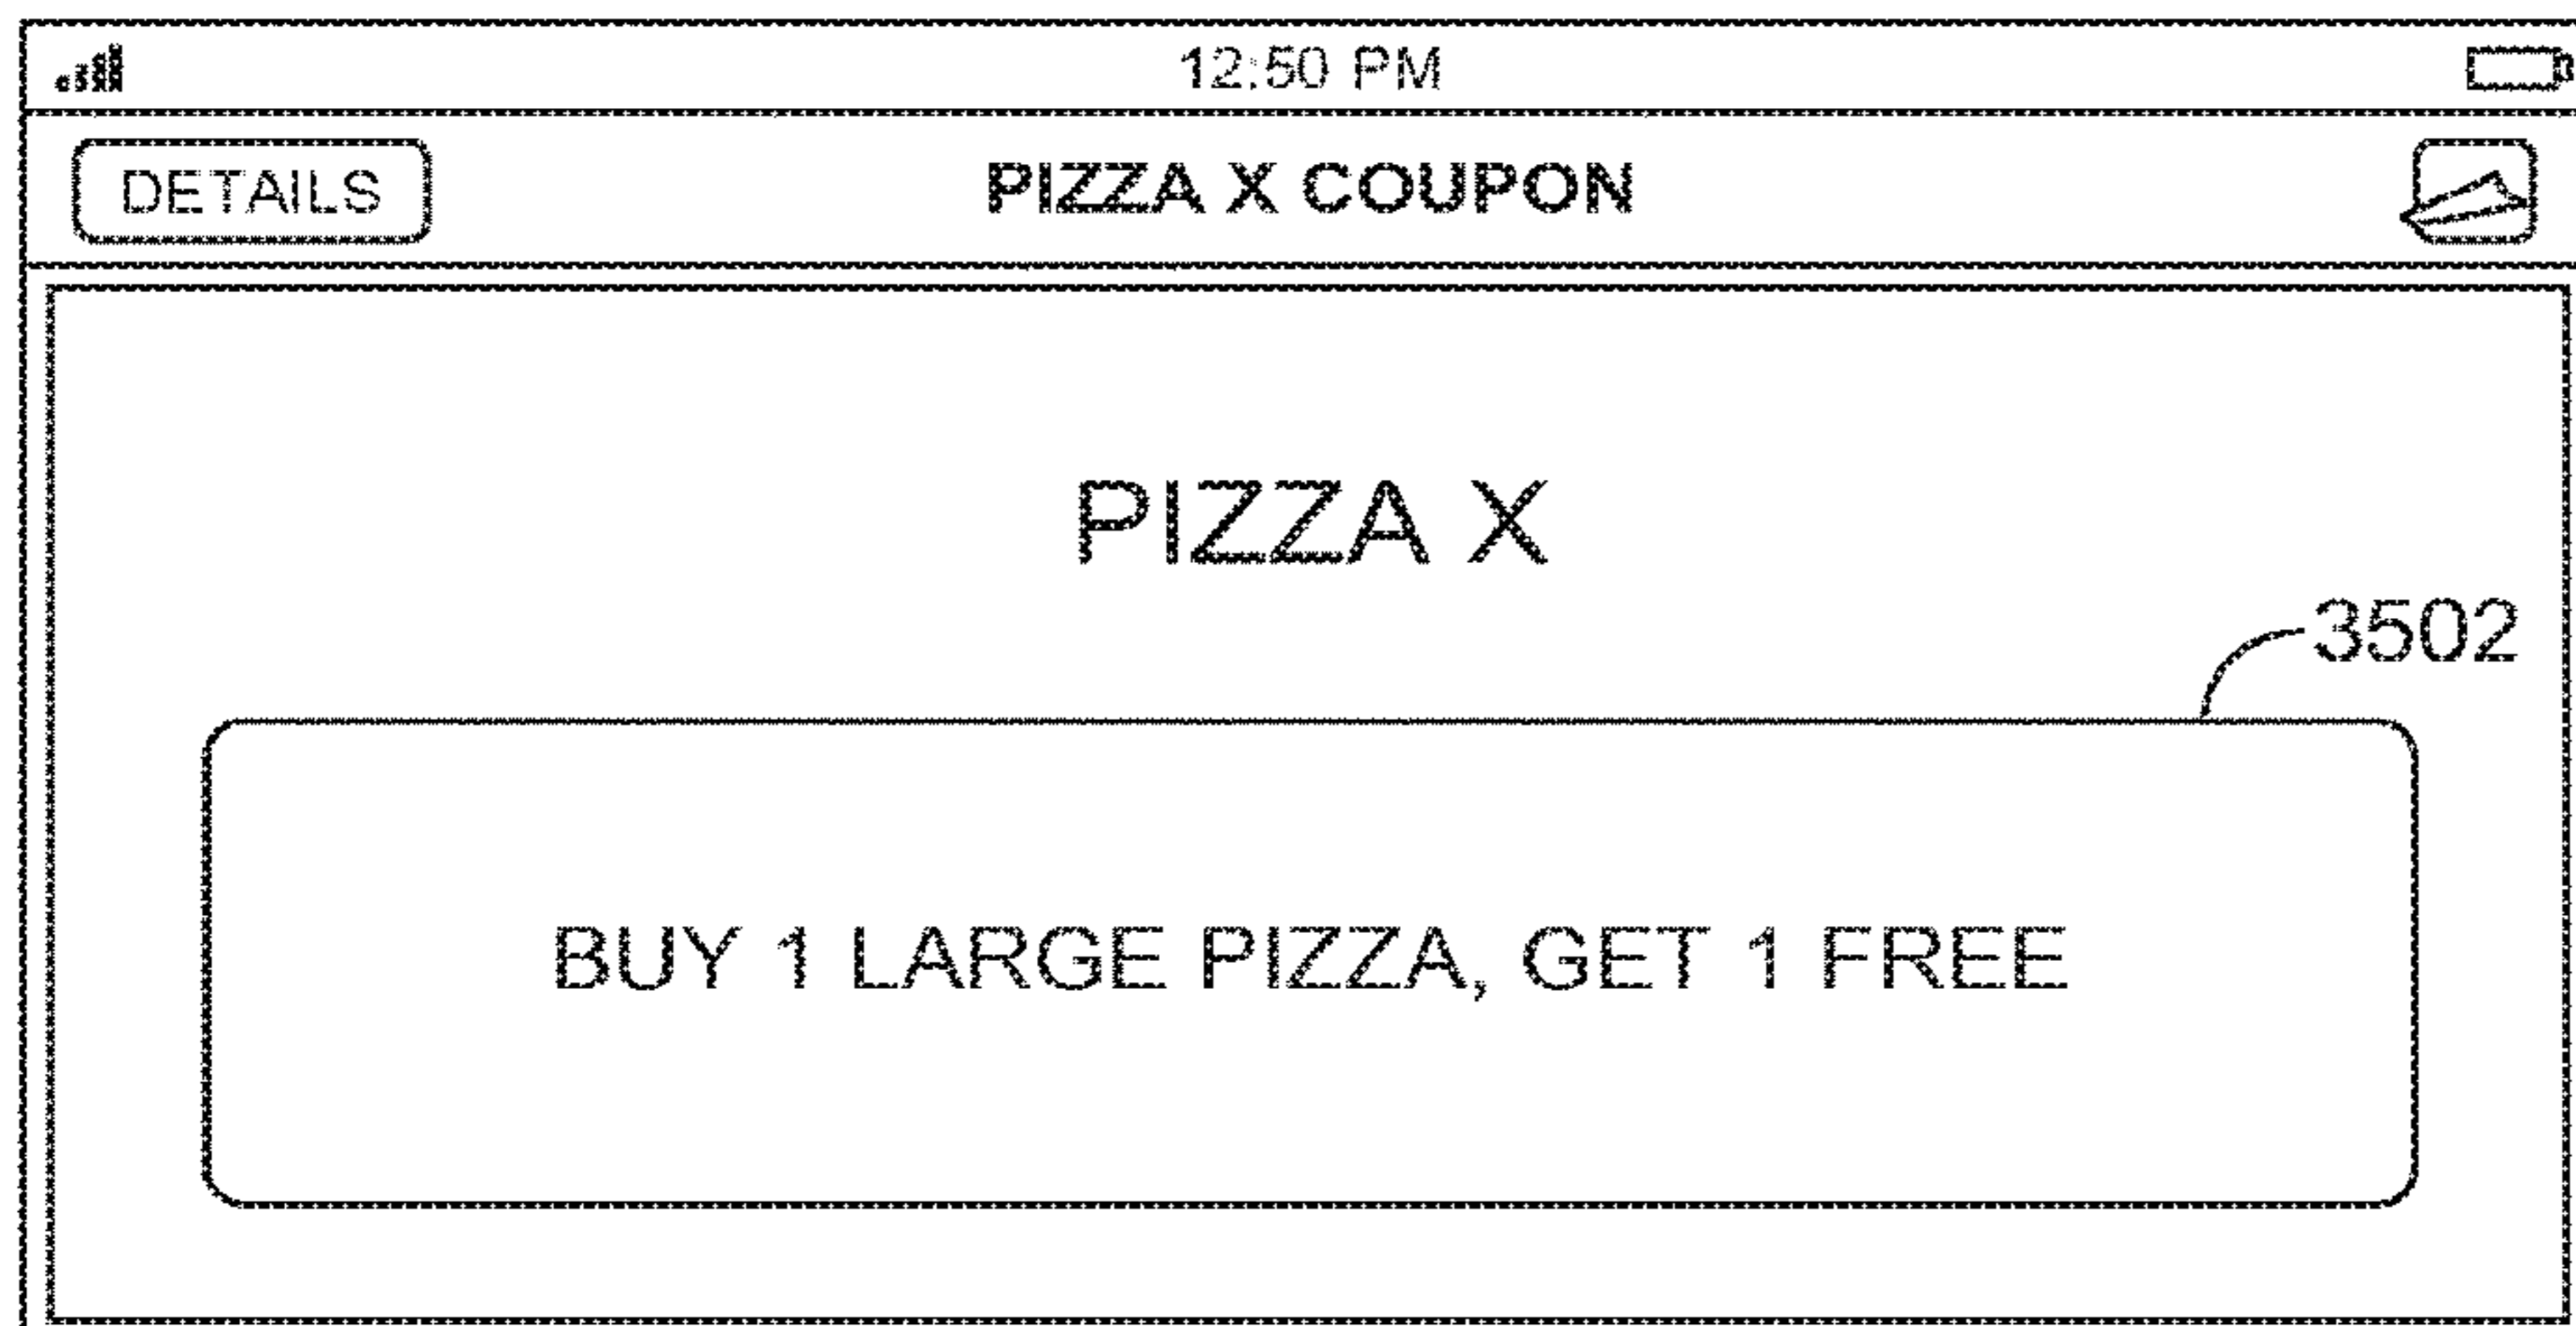 12:50 PM
DETAILS
PIZZA X COUPON
PIZZA X
3502
BUY 1 LARGE PIZZA, GET 1 FREE